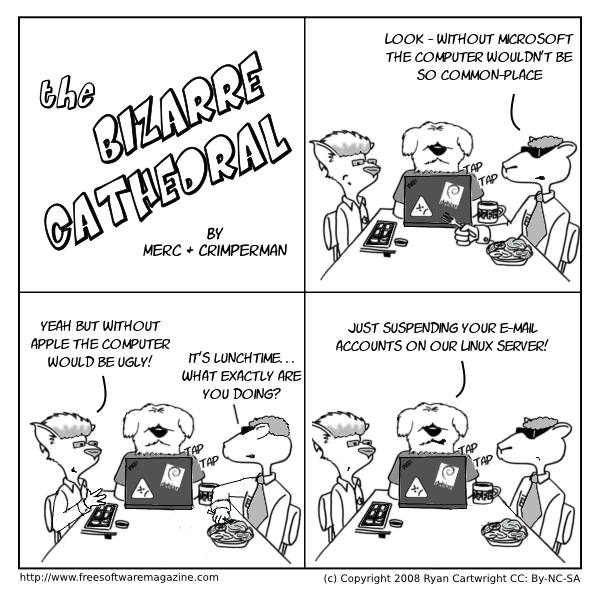 the
BIZARRE
CATHEDRAL
BY
MERC + CRIMPERMAN
LOOK - WITHOUT MICROSOFT
THE COMPUTER WOULDN'T BE
SO COMMON-PLACE
TAP
TAP
YEAH BUT WITHOUT
APPLE THE COMPUTER
WOULD BE UGLY!
IT'S LUNCHTIME...
WHAT EXACTLY ARE
YOU DOING?
TAP
TAP
JUST SUSPENDING YOUR E-MAIL
ACCOUNTS ON OUR LINUX SERVER!
TAP
TAP
http://www.freesoftwaremagazine.com
(c) Copyright 2008 Ryan Cartwright CC: By-NC-SA